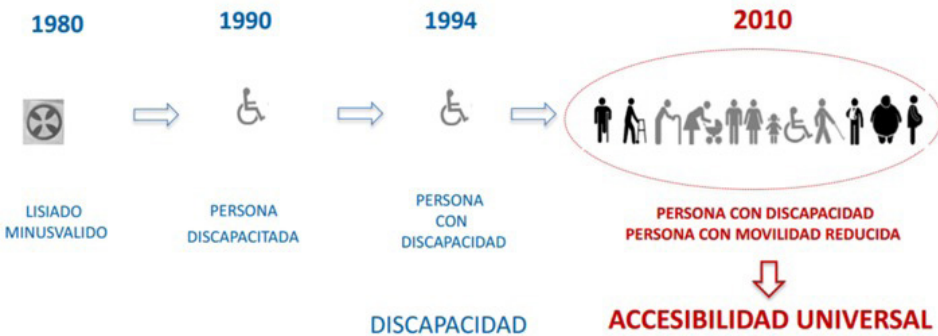 1980
1990
1994
2010
LISIADO
MINUSVALIDO
PERSONA
DISCAPACITADA
PERSONA
CON
DISCAPACIDAD
PERSONA CON DISCAPACIDAD
PERSONA CON MOVILIDAD REDUCIDA
DISCAPACIDAD
ACCESIBILIDAD UNIVERSAL